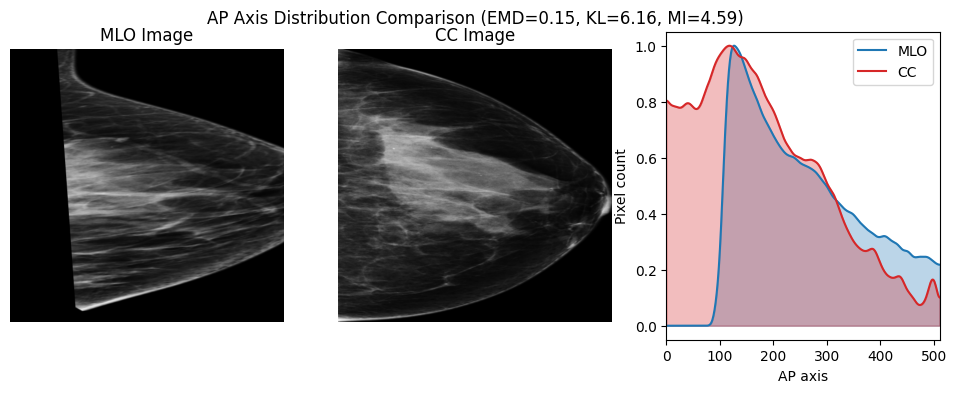 AP Axis Distribution Comparison (EMD=0.15, KL=6.16, MI=4.59)
MLO Image
CC Image
MLO
CC
Pixel count
1.0
0.8
0.6
0.4
0.2
0.0
0 100 200 300 400 500
AP axis